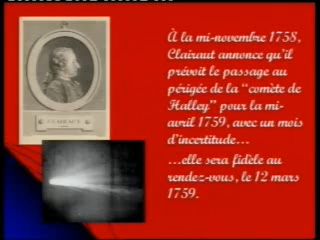 À la mi-novembre 1758,
Clairaut annonce qu'il
prévoit le passage au
périgée de la "comète de
Halley" pour la mi-
avril 1759, avec un mois
d'incertitude...
...elle sera fidèle au
rendez-vous, le 12 mars
1759.
CLAIRAUT